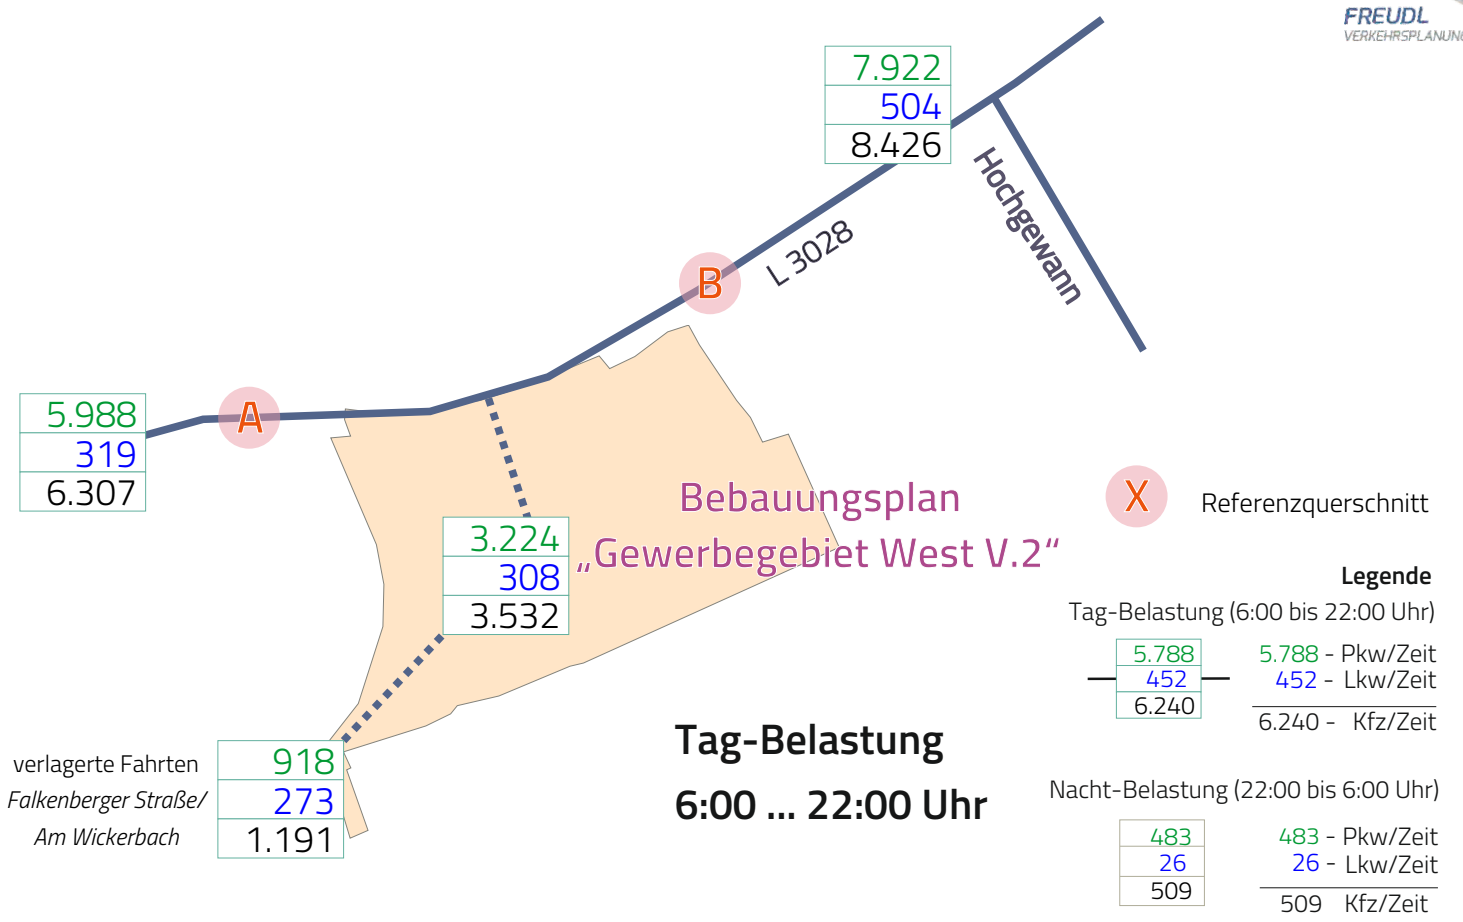 FREUDL
VERKEHRSPLANUNG
7.922
504
8.426
Hochgewann
L 3028
B
A
5.988
319
6.307
3.224
308
3.532
Bebauungsplan
„Gewerbegebiet West V.2“
X
Referenzquerschnitt
Legende
Tag-Belastung (6:00 bis 22:00 Uhr)
5.788
452
6.240
5.788 - Pkw/Zeit
452 - Lkw/Zeit
6.240 - Kfz/Zeit
Tag-Belastung
6:00 ... 22:00 Uhr
verlagerte Fahrten
Falkenberger Straße/
Am Wickerbach
918
273
1.191
Nacht-Belastung (22:00 bis 6:00 Uhr)
483
26
509
483 - Pkw/Zeit
26 - Lkw/Zeit
509 Kfz/Zeit